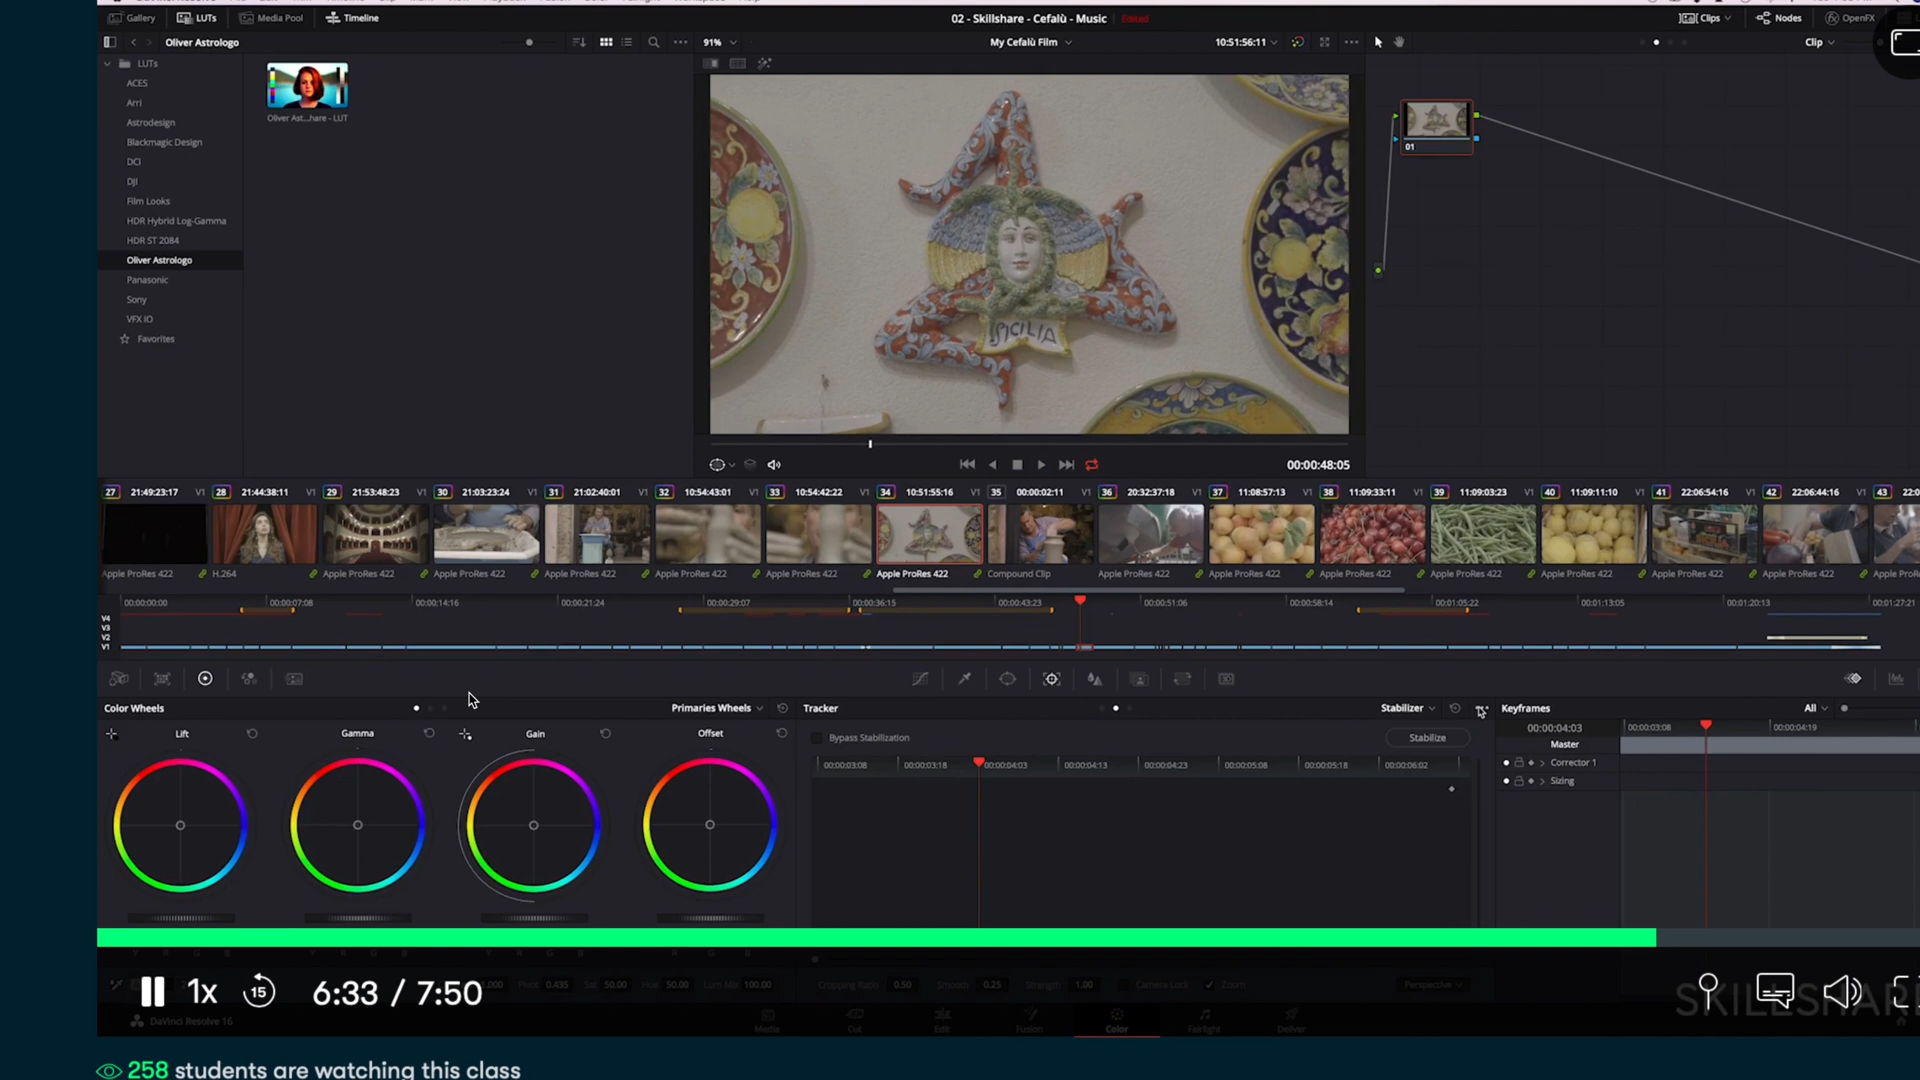 Gallery LUTs Media Pool Timeline 02 - Skillshare - Cefalù - Music Edited Clips Nodes OpenFX
Oliver Astrologo 91% My Cefalù Film 10:51:56:11 Clip
LUTs
ACES
Arri
Astrodesign
Blackmagic Design
DCI
DJI
Film Looks
HDR Hybrid Log-Gamma
HDR ST 2084
Oliver Astrologo
Panasonic
Sony
VFX IO
Favorites
Oliver Ast...hare - LUT
SICILIA
01
00:00:48:05
27 21:49:23:17 V1 28 21:44:38:11 V1 29 21:53:48:23 V1 30 21:03:23:24 V1 31 21:02:40:01 V1 32 10:54:43:01 V1 33 10:54:42:22 V1 34 10:51:55:16 V1 35 00:00:02:11 V1 36 20:32:37:18 V1 37 11:08:57:13 V1 38 11:09:33:11 V1 39 11:09:03:23 V1 40 11:09:11:10 V1 41 22:06:54:16 V1 42 22:06:44:16 V1 43
Apple ProRes 422 H.264 Apple ProRes 422 Apple ProRes 422 Apple ProRes 422 Apple ProRes 422 Apple ProRes 422 Apple ProRes 422 Compound Clip Apple ProRes 422 Apple ProRes 422 Apple ProRes 422 Apple ProRes 422 Apple ProRes 422 Apple ProRes 422 Apple ProRes 422
00:00:00:00 00:00:07:08 00:00:14:16 00:00:21:24 00:00:29:07 00:00:36:15 00:00:43:23 00:00:51:06 00:00:58:14 00:01:05:22 00:01:13:05 00:01:20:13 00:01:27:21
V4
V3
V2
V1
Color Wheels Primaries Wheels Tracker Stabilizer Keyframes All
Lift Gamma Gain Offset
Bypass Stabilization Stabilize
00:00:03:08 00:00:03:18 00:00:04:03 00:00:04:13 00:00:04:23 00:00:05:08 00:00:05:18 00:00:06:02
00:00:04:03 00:00:03:08 00:00:04:19
Master
Corrector 1
Sizing
Pivot 0.435 Sat 50.00 Hue 50.00 Lum Mix 100.00 Cropping Ratio 0.50 Smooth 0.25 Strength 1.00 Camera Lock Zoom Perspective
1x 15 6:33 / 7:50
DaVinci Resolve 16 Media Cut Edit Fusion Color Fairlight Deliver
258 students are watching this class